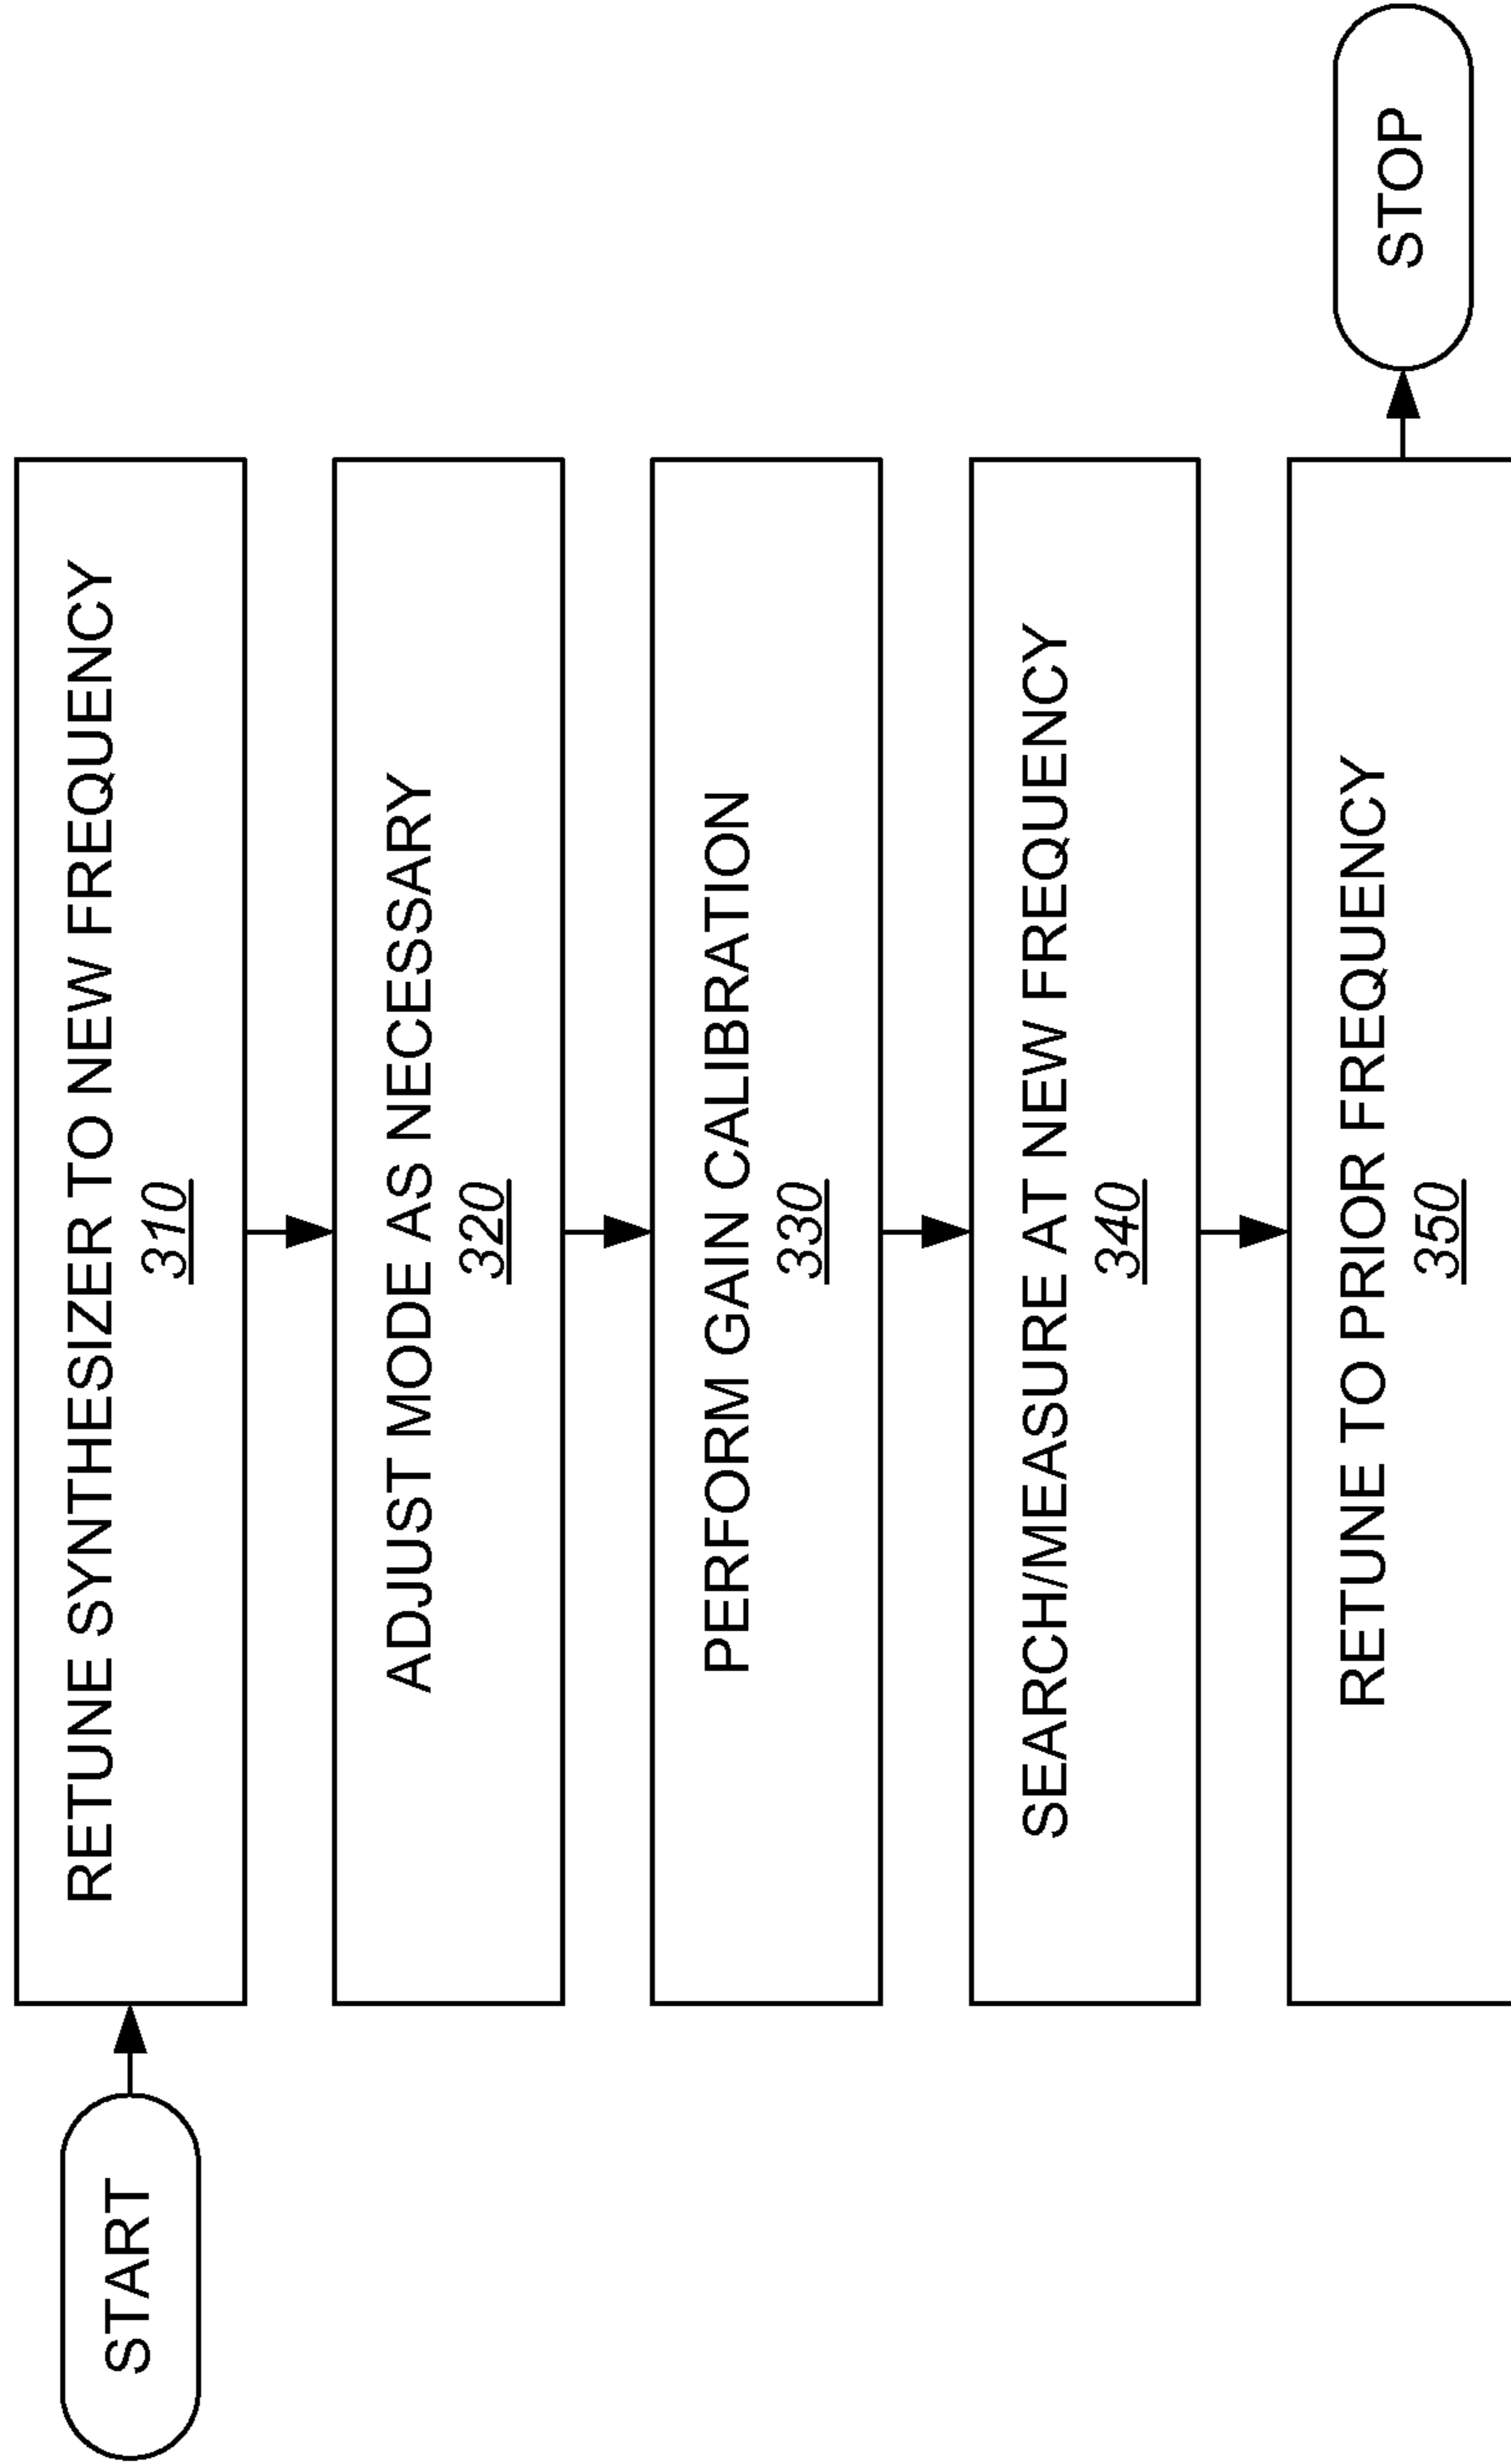 START
RETUNE SYNTHESIZER TO NEW FREQUENCY
310
ADJUST MODE AS NECESSARY
320
PERFORM GAIN CALIBRATION
330
SEARCH/MEASURE AT NEW FREQUENCY
340
RETUNE TO PRIOR FREQUENCY
350
STOP